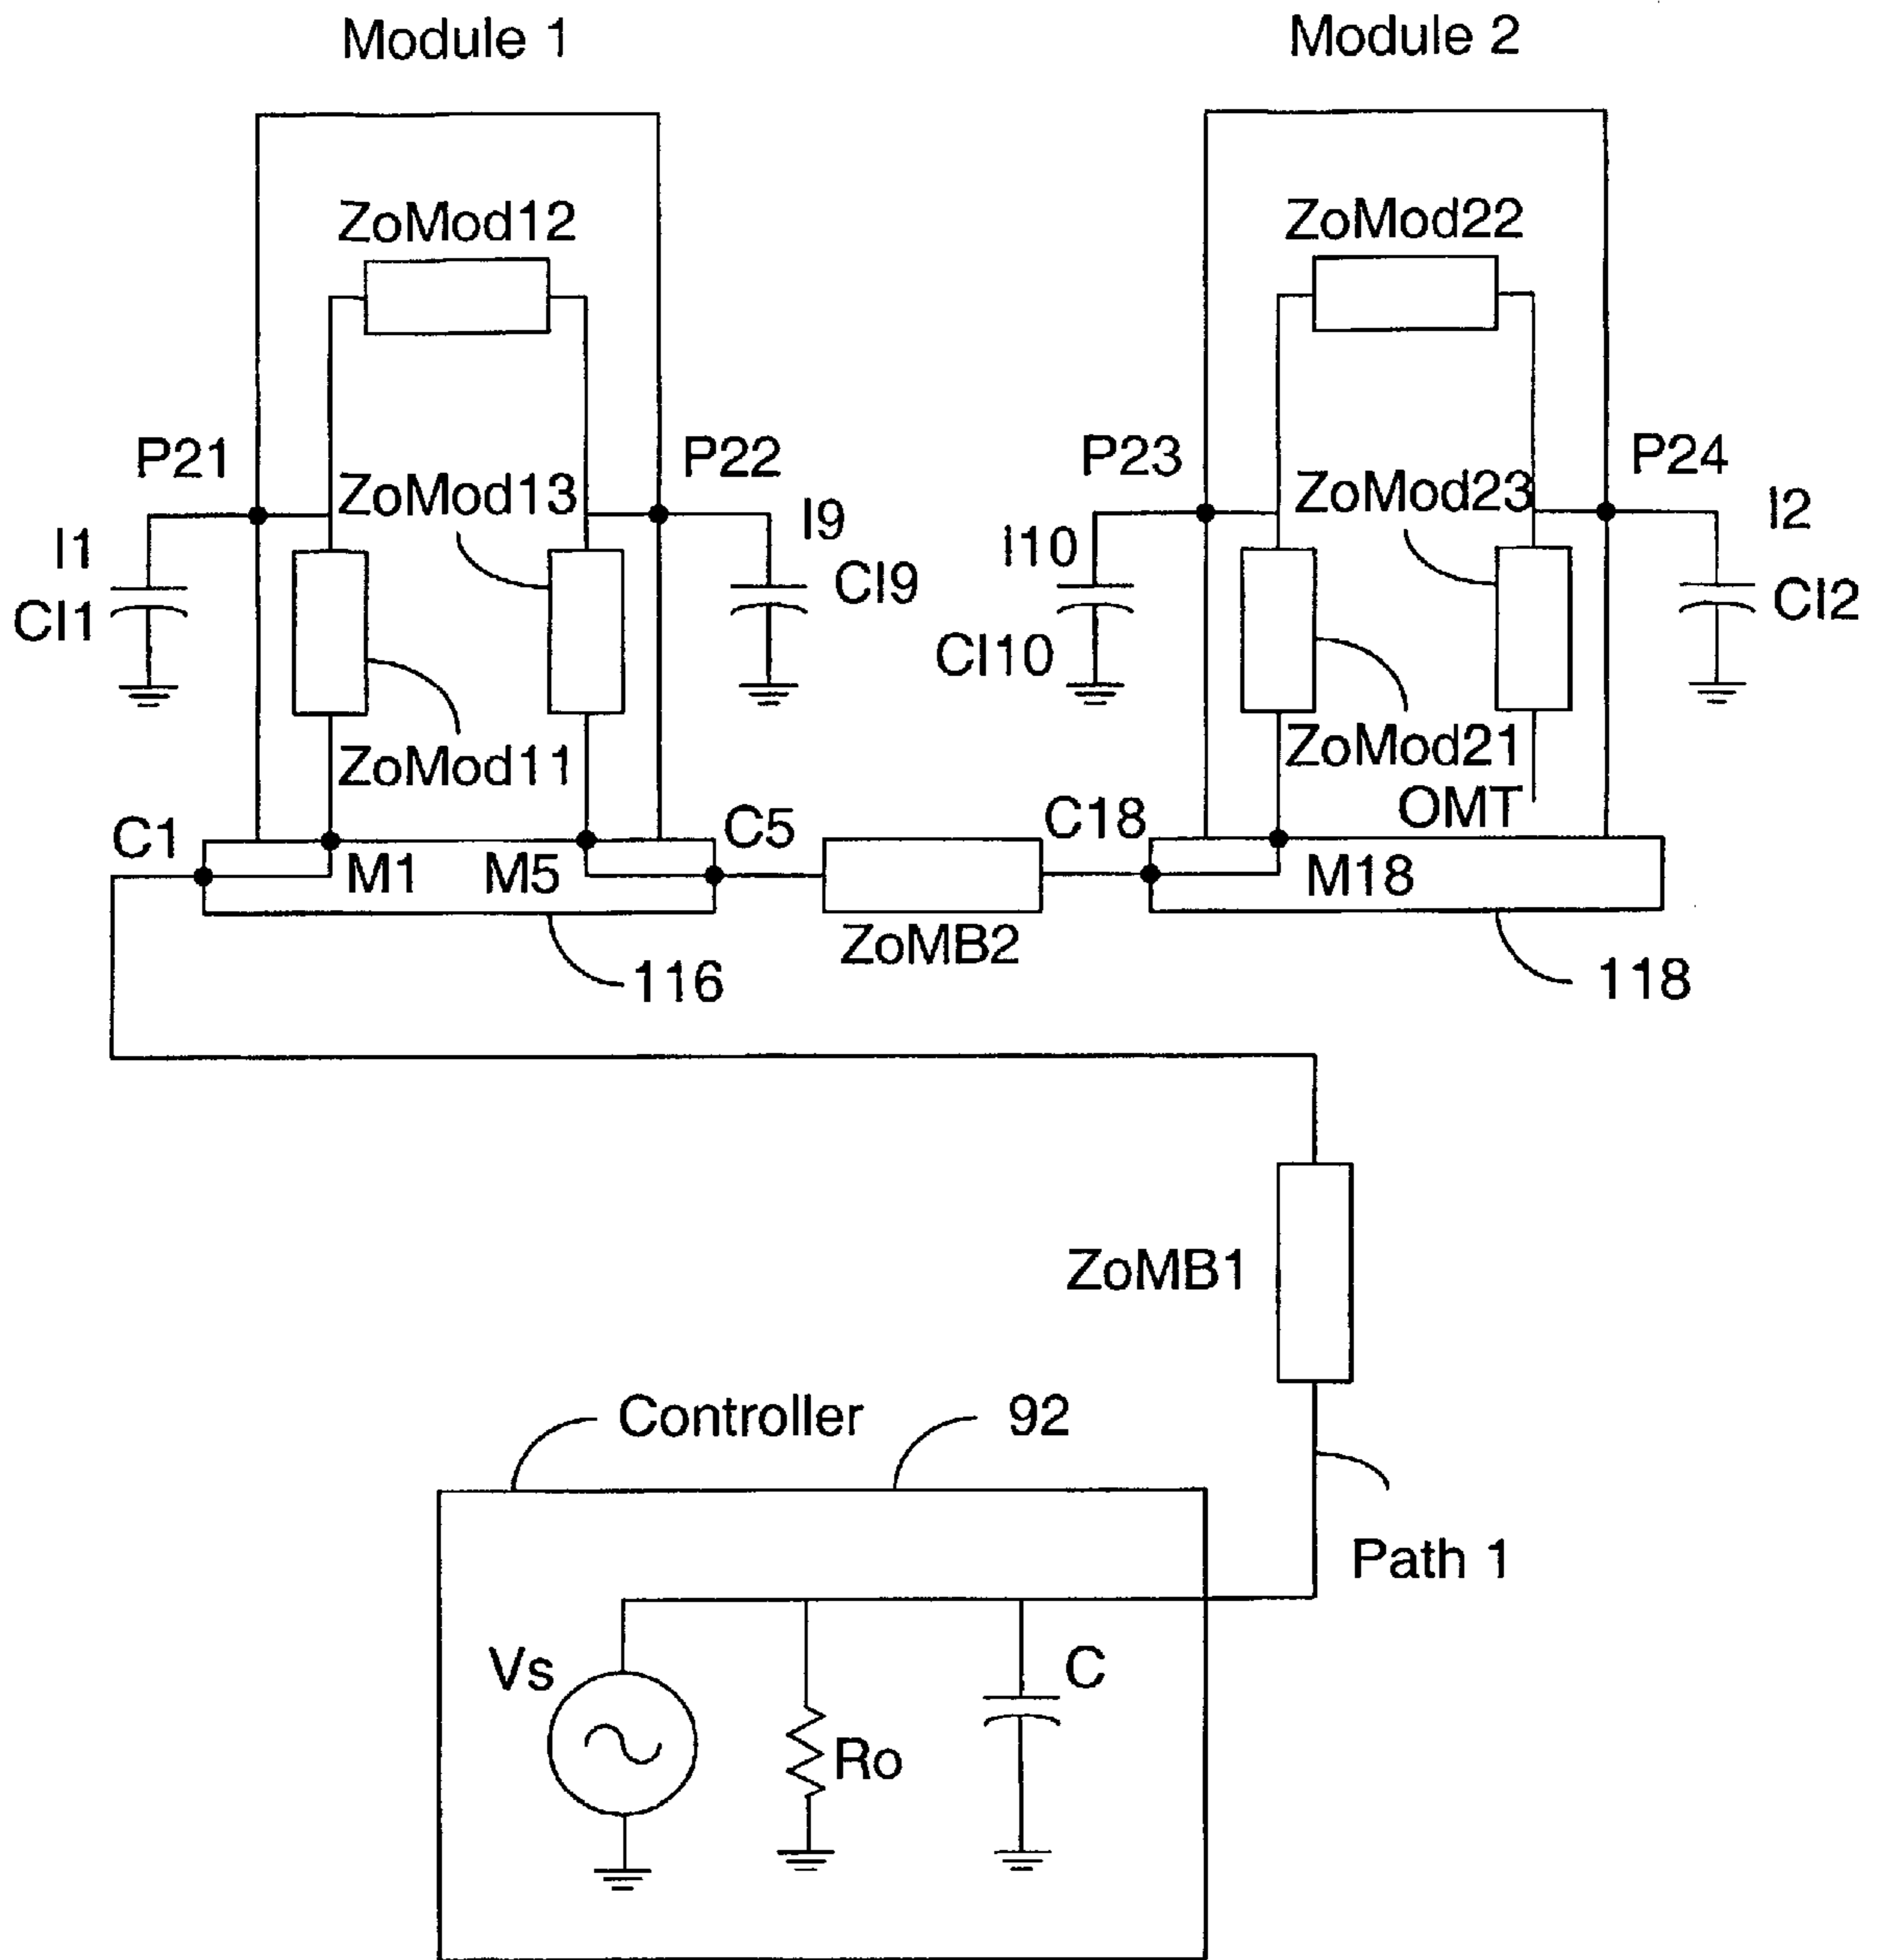 Module 1
Module 2
ZoMod12
ZoMod22
P21
P22
P23
P24
ZoMod13
ZoMod23
I1
I9
I10
I2
CI1
CI9
CI10
CI2
ZoMod11
ZoMod21
OMT
C1
C5
C18
M1
M5
M18
ZoMB2
116
118
ZoMB1
Controller
92
Path 1
Vs
C
Ro